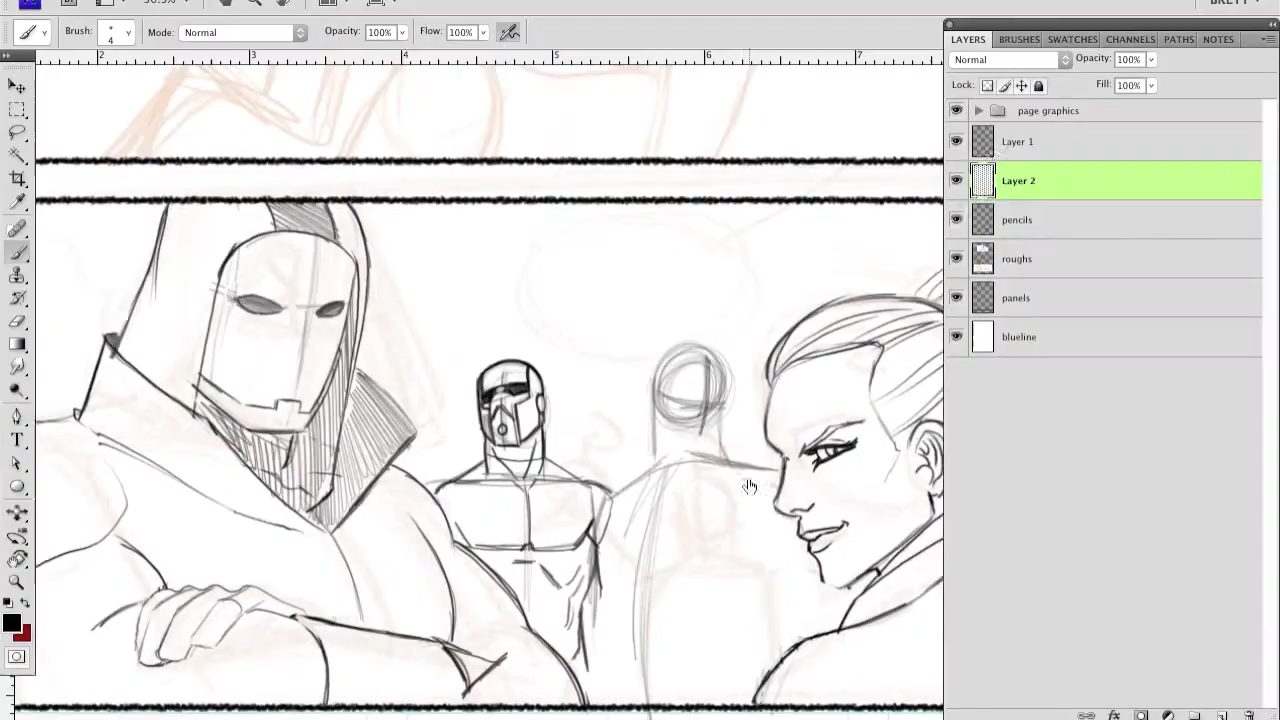 Brush: 4 Mode: Normal Opacity: 100% Flow: 100%
2 3 4 5 6 7
LAYERS BRUSHES SWATCHES CHANNELS PATHS NOTES
Normal Opacity: 100%
Lock: Fill: 100%
page graphics
Layer 1
Layer 2
pencils
roughs
panels
blueline